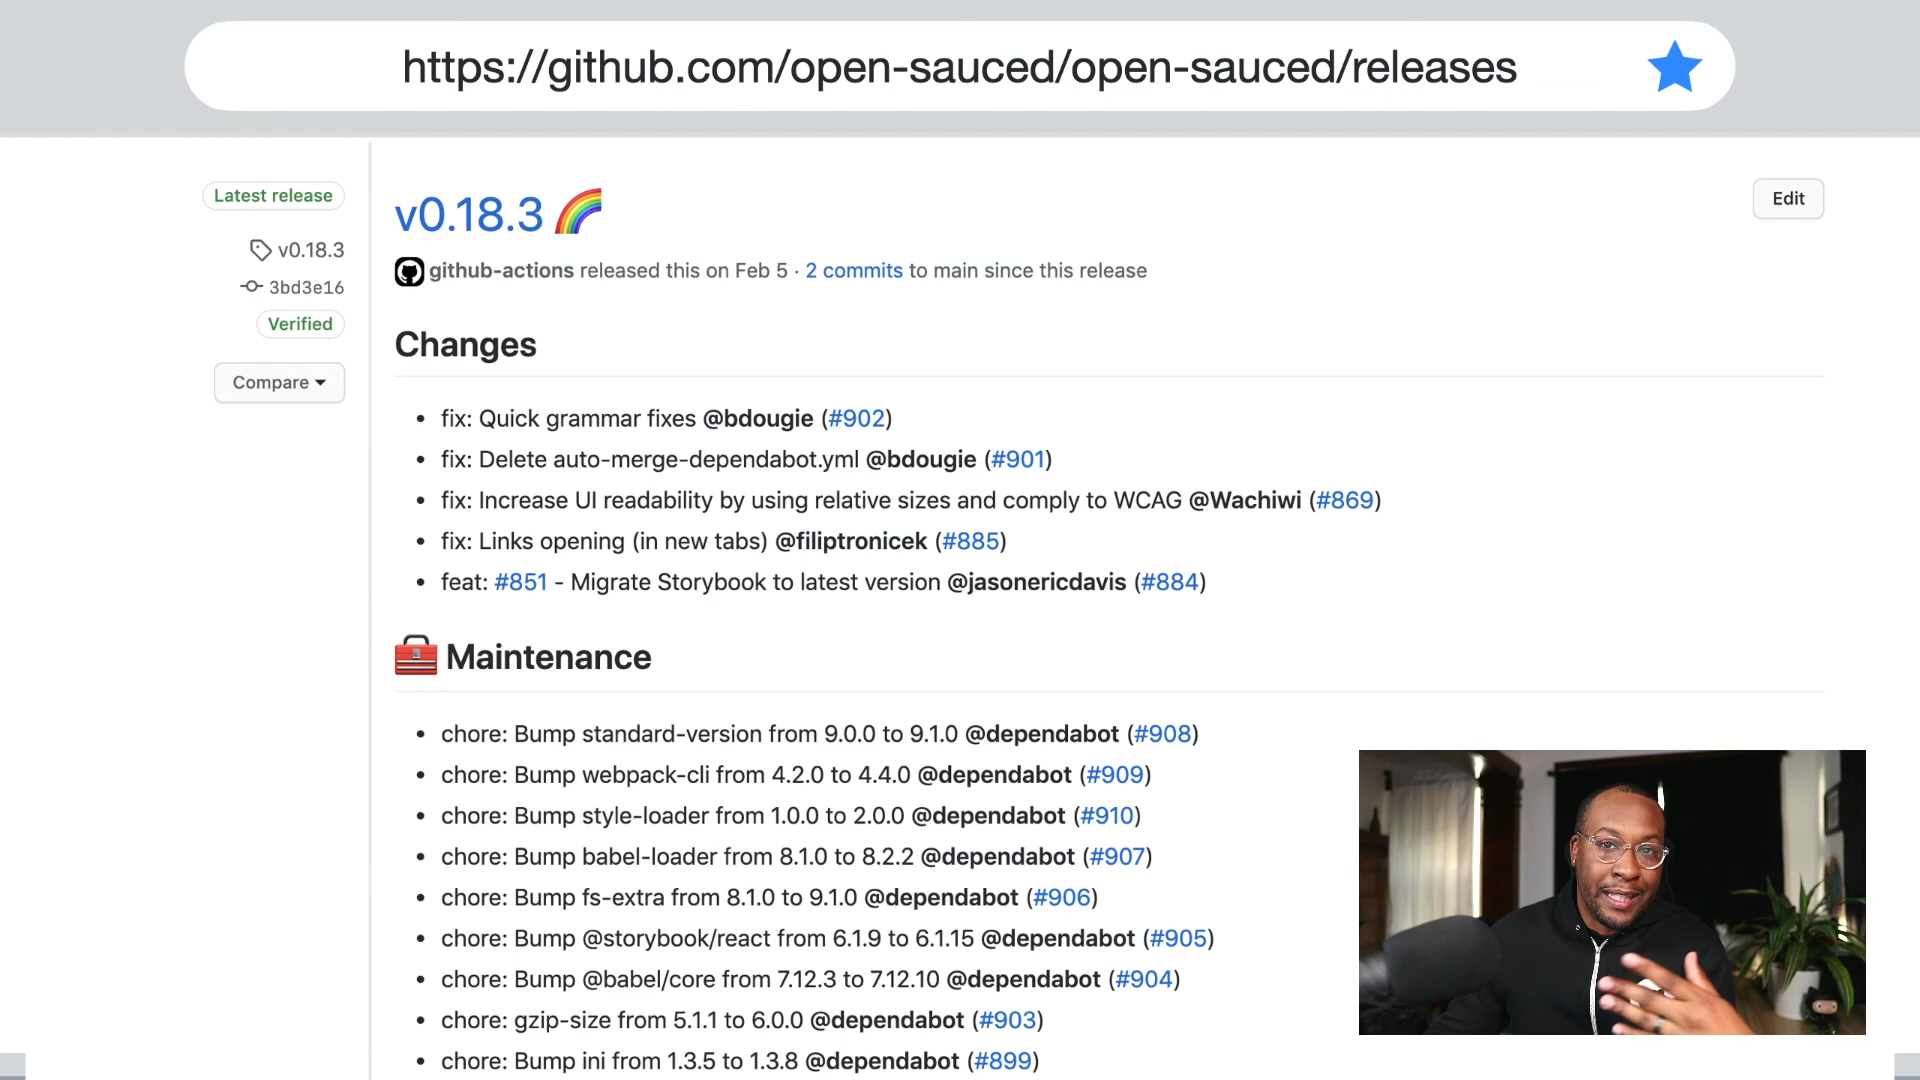 https://github.com/open-sauced/open-sauced/releases
Latest release
v0.18.3
3bd3e16
Verified
Compare
v0.18.3 🌈
Edit
github-actions released this on Feb 5 · 2 commits to main since this release
Changes
• fix: Quick grammar fixes @bdougie (#902)
• fix: Delete auto-merge-dependabot.yml @bdougie (#901)
• fix: Increase UI readability by using relative sizes and comply to WCAG @Wachiwi (#869)
• fix: Links opening (in new tabs) @filiptronicek (#885)
• feat: #851 - Migrate Storybook to latest version @jasonericdavis (#884)
🧰 Maintenance
• chore: Bump standard-version from 9.0.0 to 9.1.0 @dependabot (#908)
• chore: Bump webpack-cli from 4.2.0 to 4.4.0 @dependabot (#909)
• chore: Bump style-loader from 1.0.0 to 2.0.0 @dependabot (#910)
• chore: Bump babel-loader from 8.1.0 to 8.2.2 @dependabot (#907)
• chore: Bump fs-extra from 8.1.0 to 9.1.0 @dependabot (#906)
• chore: Bump @storybook/react from 6.1.9 to 6.1.15 @dependabot (#905)
• chore: Bump @babel/core from 7.12.3 to 7.12.10 @dependabot (#904)
• chore: gzip-size from 5.1.1 to 6.0.0 @dependabot (#903)
• chore: Bump ini from 1.3.5 to 1.3.8 @dependabot (#899)